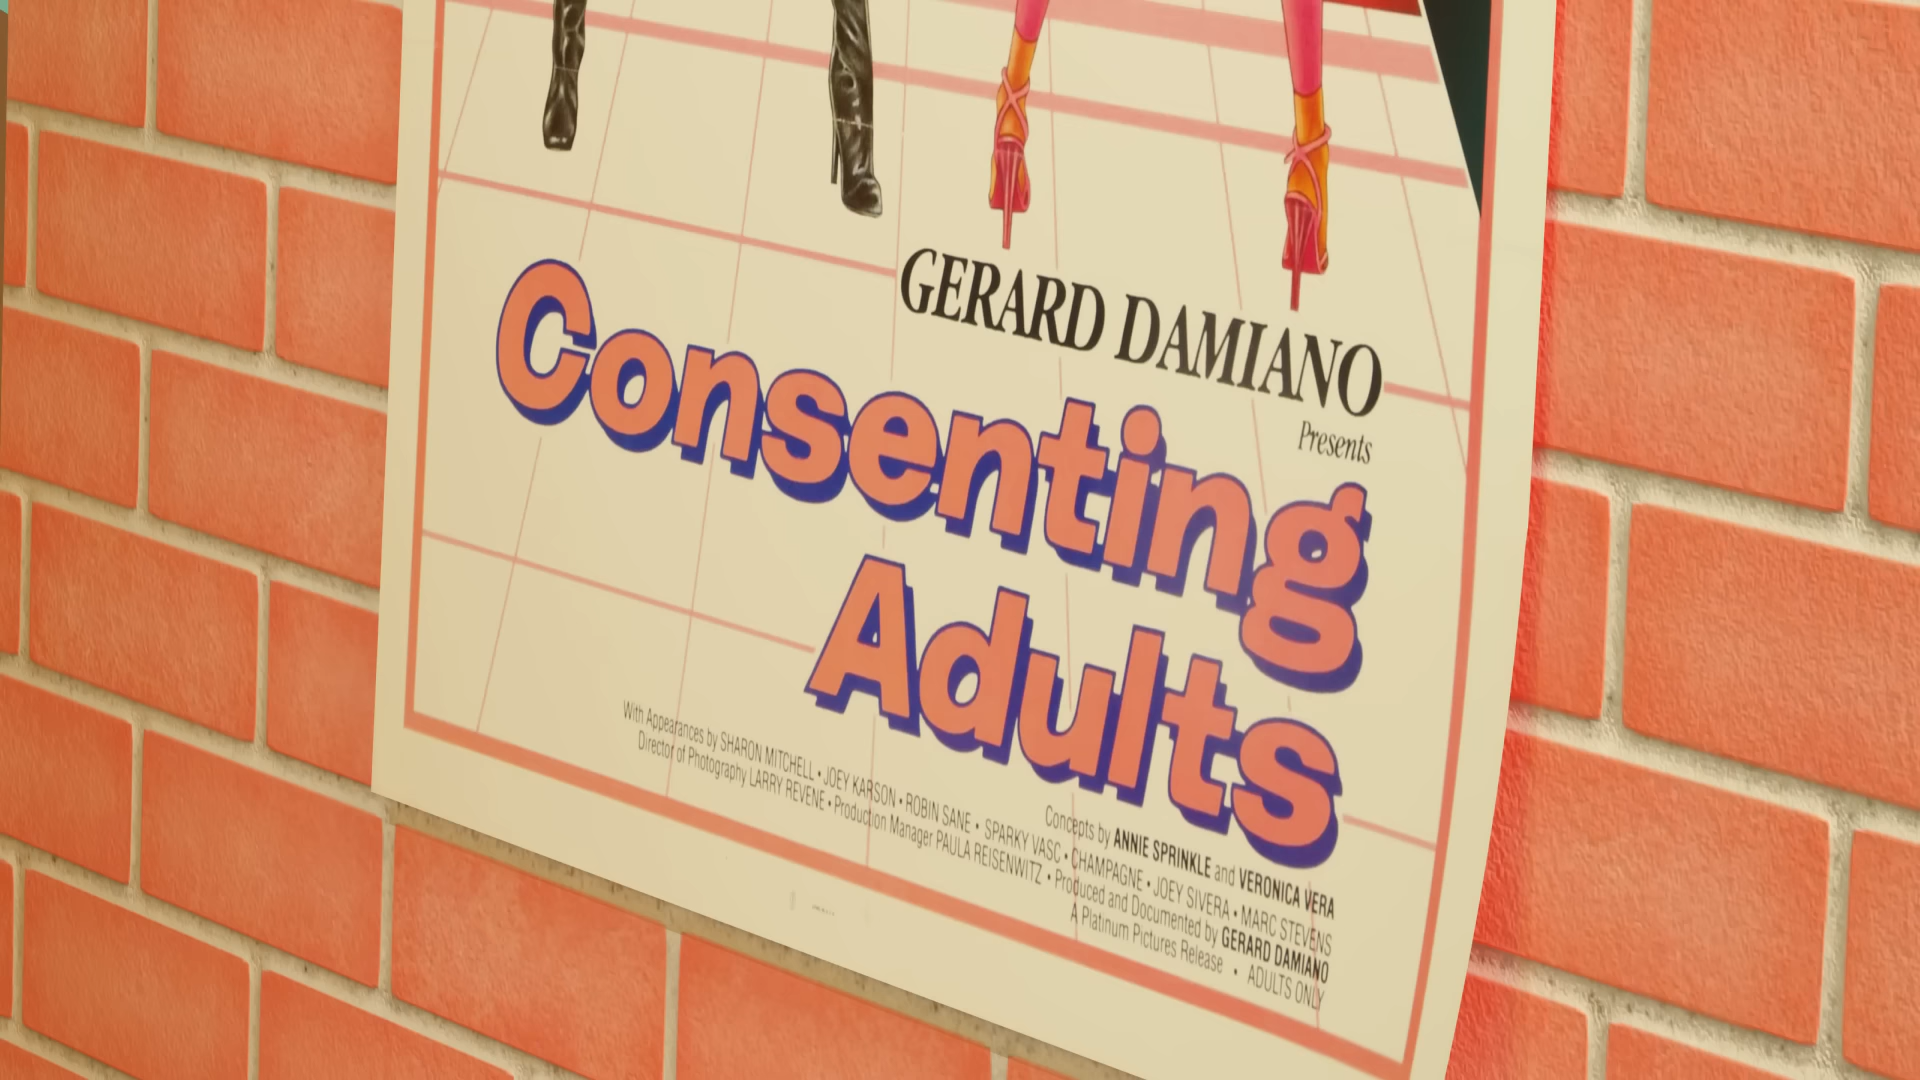 GERARD DAMIANO
Presents
Consenting
Adults
Concepts by ANNIE SPRINKLE and VERONICA VERA
With Appearances by SHARON MITCHELL • JOEY KARSON • ROBIN SANE • SPARKY VASC • CHAMPAGNE • JOEY SIVERA • MARC STEVENS
Director of Photography LARRY REVENE • Production Manager PAULA REISENWITZ • Produced and Documented by GERARD DAMIANO
A Platinum Pictures Release • ADULTS ONLY